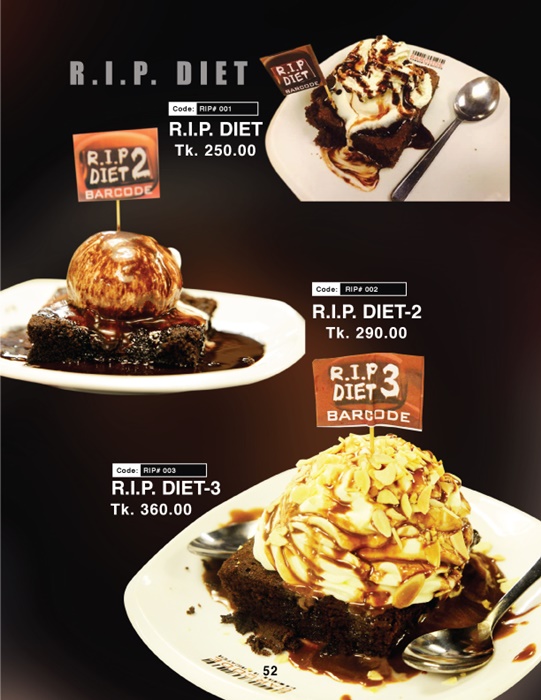 R.I.P. DIET
R.I.P
DIET
BARCODE
Code: RIP# 001
R.I.P. DIET
Tk. 250.00
R.I.P
DIET 2
BARCODE
Code: RIP# 002
R.I.P. DIET-2
Tk. 290.00
R.I.P
DIET 3
BARCODE
Code: RIP# 003
R.I.P. DIET-3
Tk. 360.00
52